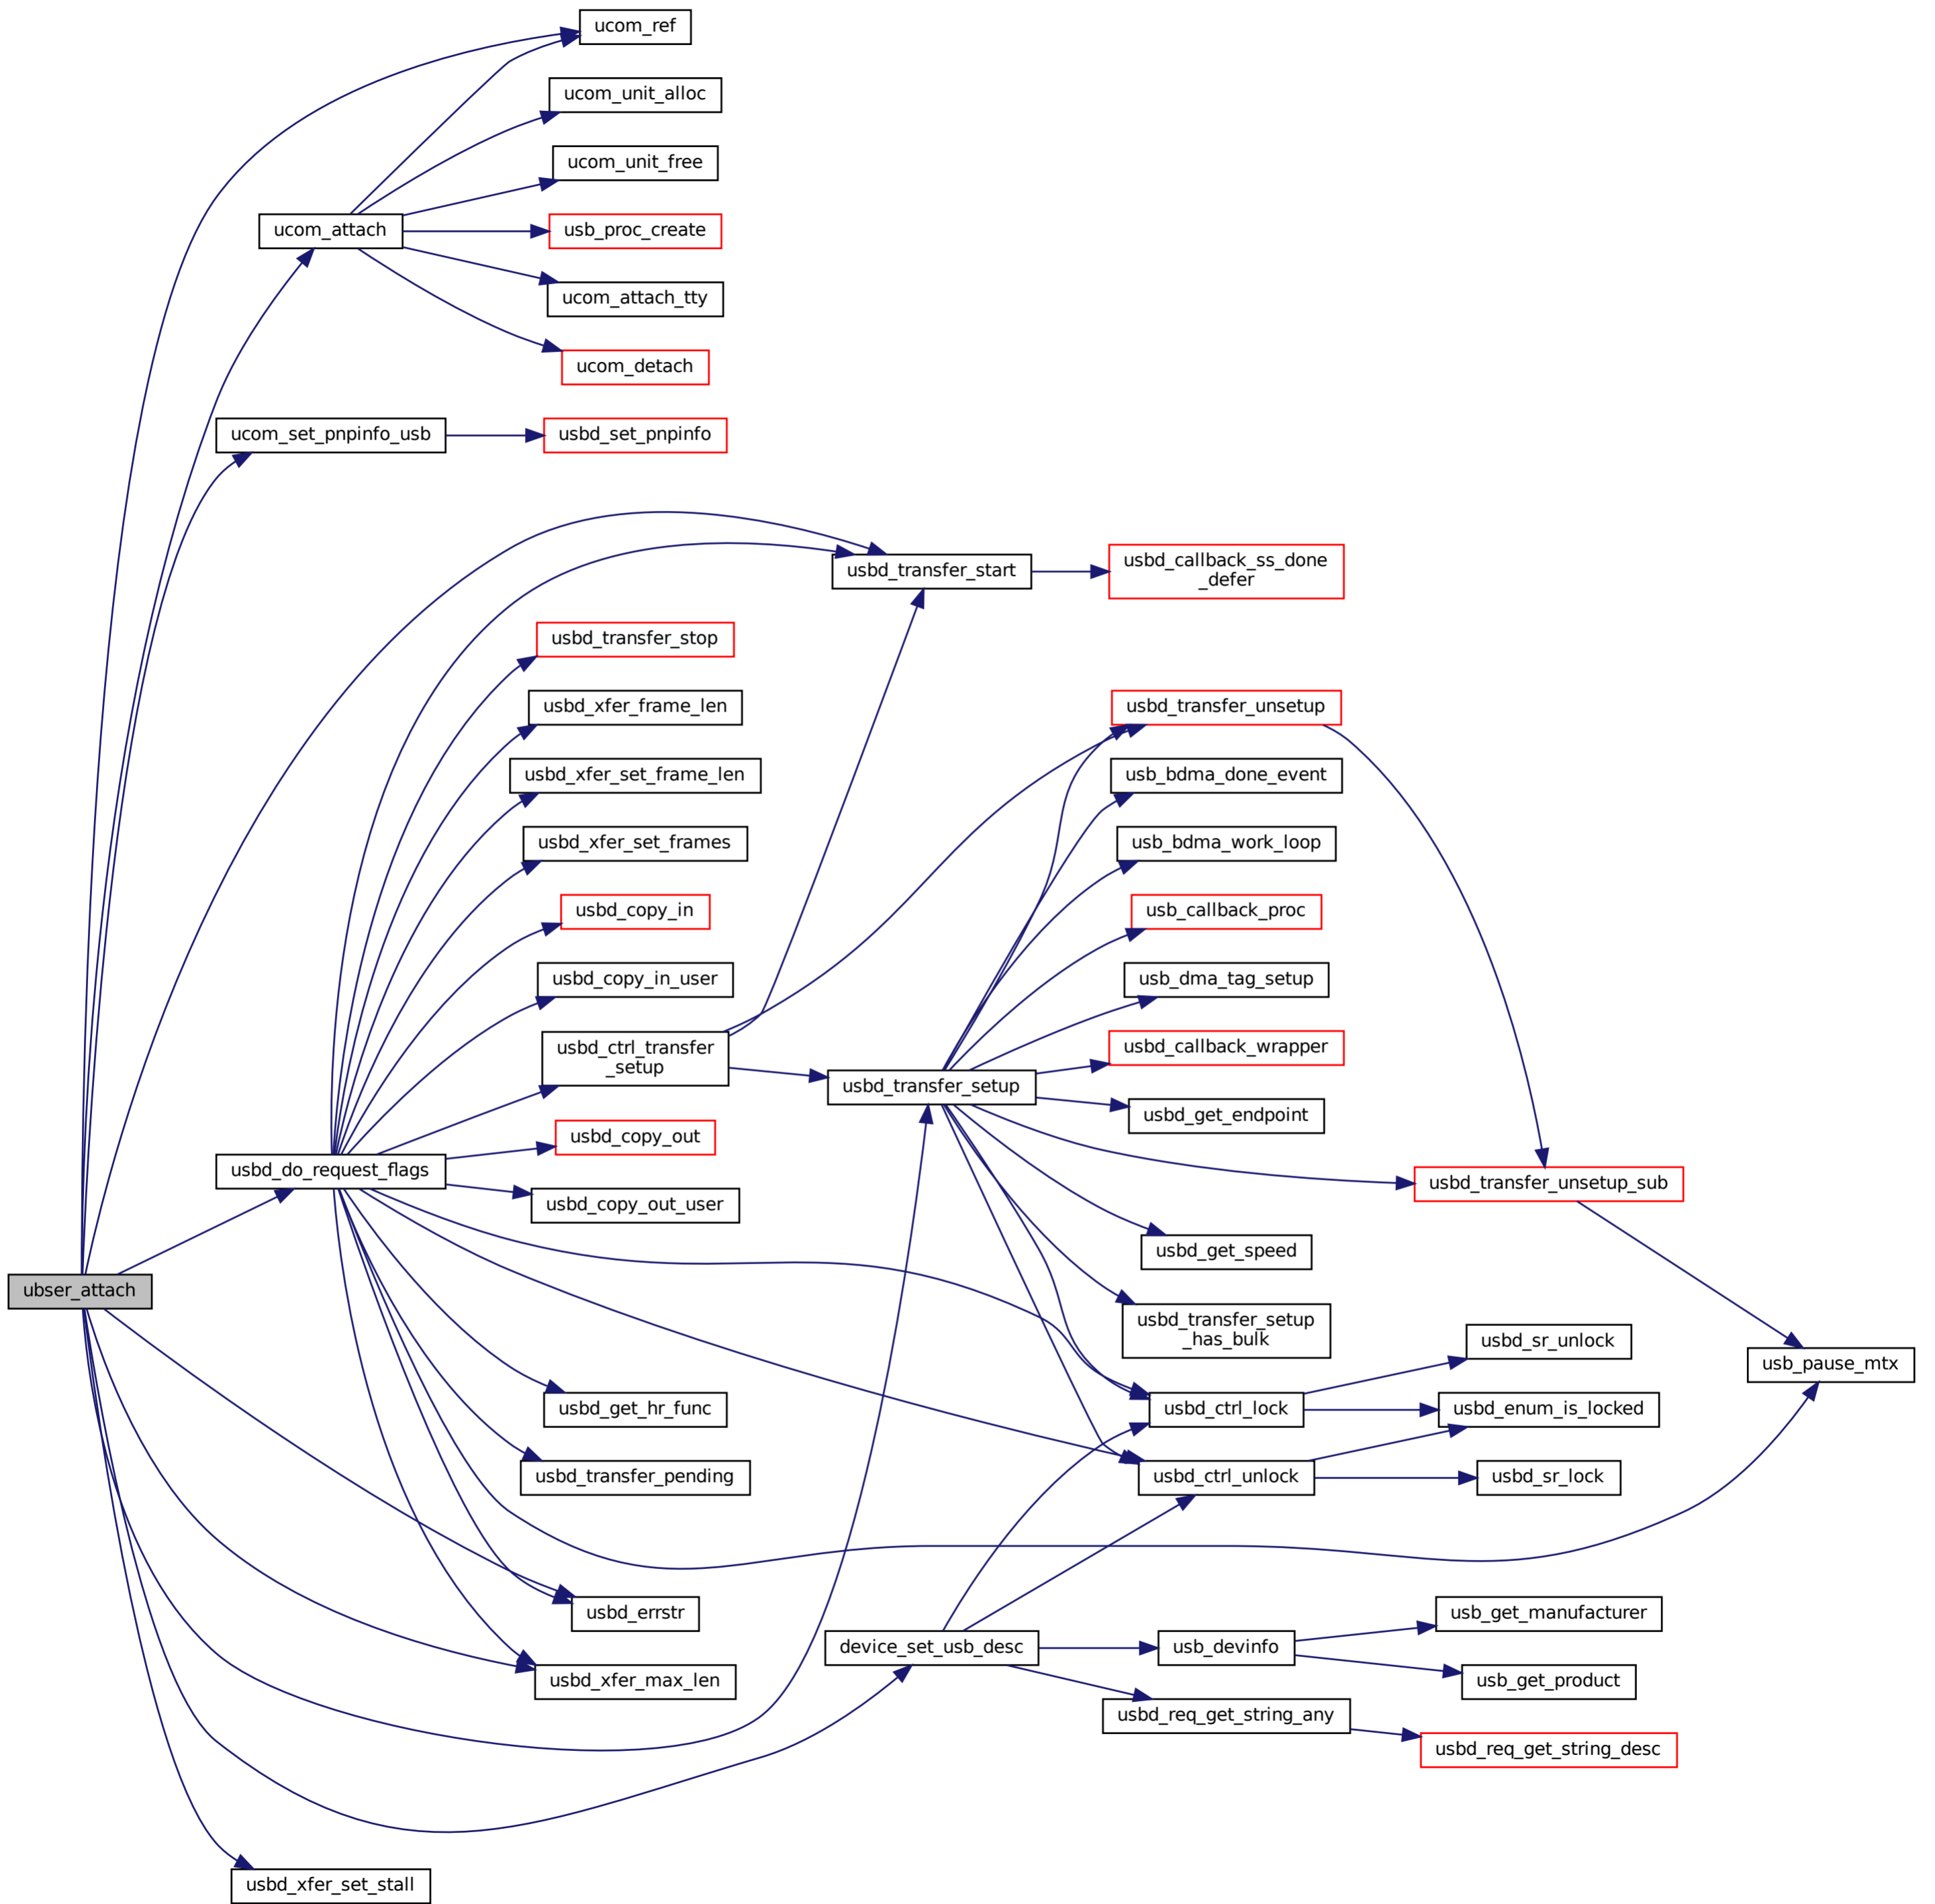 ucom_ref
ucom_unit_alloc
ucom_unit_free
ucom_attach
usb_proc_create
ucom_attach_tty
ucom_detach
ucom_set_pnpinfo_usb
usbd_set_pnpinfo
usbd_transfer_start
usbd_callback_ss_done
_defer
usbd_transfer_stop
usbd_xfer_frame_len
usbd_transfer_unsetup
usbd_xfer_set_frame_len
usb_bdma_done_event
usbd_xfer_set_frames
usb_bdma_work_loop
usbd_copy_in
usb_callback_proc
usbd_copy_in_user
usb_dma_tag_setup
usbd_ctrl_transfer
_setup
usbd_callback_wrapper
usbd_transfer_setup
usbd_get_endpoint
usbd_copy_out
usbd_do_request_flags
usbd_transfer_unsetup_sub
usbd_copy_out_user
usbd_get_speed
ubser_attach
usbd_transfer_setup
_has_bulk
usbd_sr_unlock
usb_pause_mtx
usbd_get_hr_func
usbd_ctrl_lock
usbd_enum_is_locked
usbd_transfer_pending
usbd_ctrl_unlock
usbd_sr_lock
usbd_errstr
usb_get_manufacturer
device_set_usb_desc
usb_devinfo
usbd_xfer_max_len
usb_get_product
usbd_req_get_string_any
usbd_req_get_string_desc
usbd_xfer_set_stall